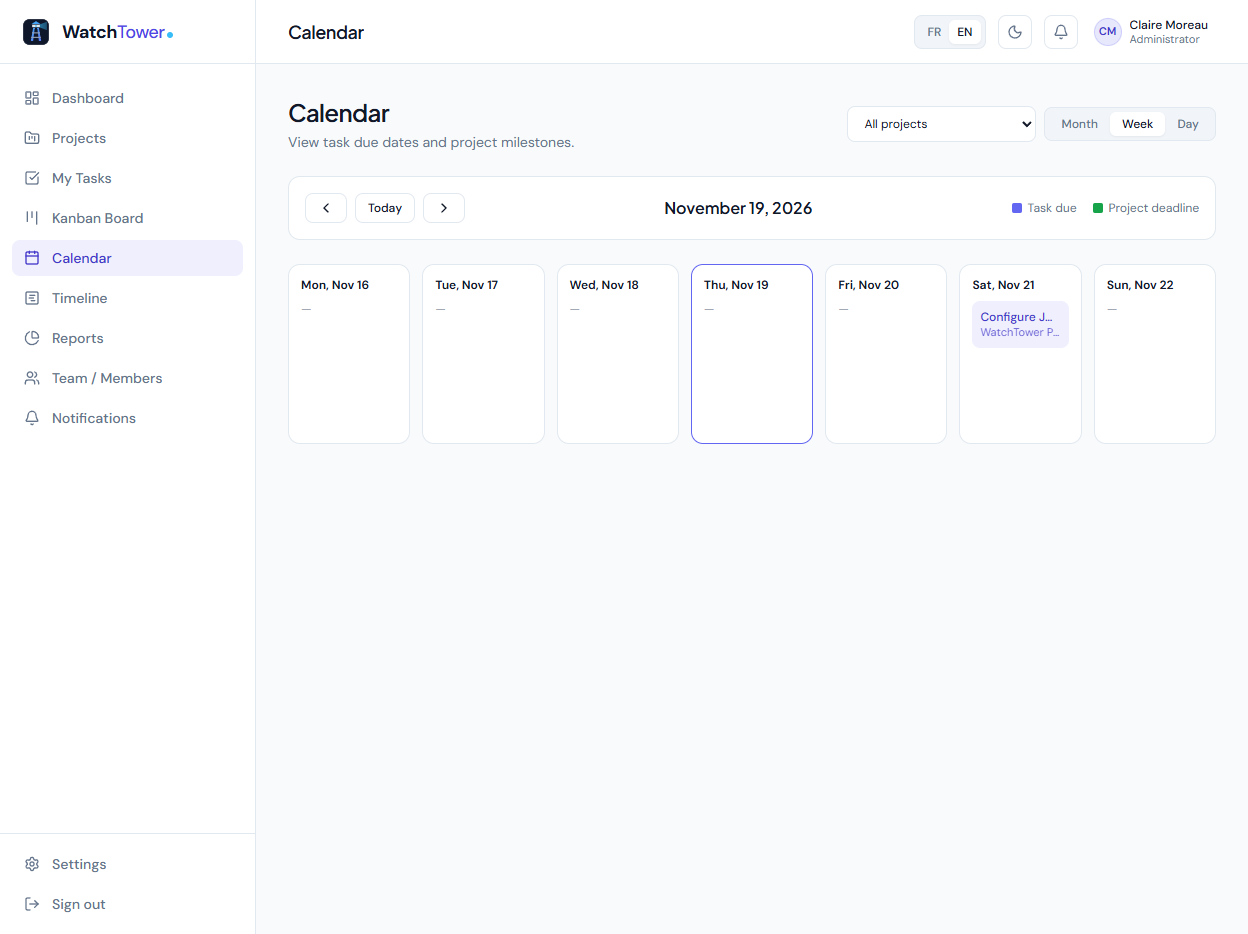 WatchTower
Calendar
FR EN
CM
Claire Moreau
Administrator
Dashboard
Projects
My Tasks
Kanban Board
Calendar
Timeline
Reports
Team / Members
Notifications
Settings
Sign out
Calendar
View task due dates and project milestones.
All projects
Month Week Day
Today
November 19, 2026
Task due
Project deadline
Mon, Nov 16
—
Tue, Nov 17
—
Wed, Nov 18
—
Thu, Nov 19
—
Fri, Nov 20
—
Sat, Nov 21
Configure J...
WatchTower P...
Sun, Nov 22
—